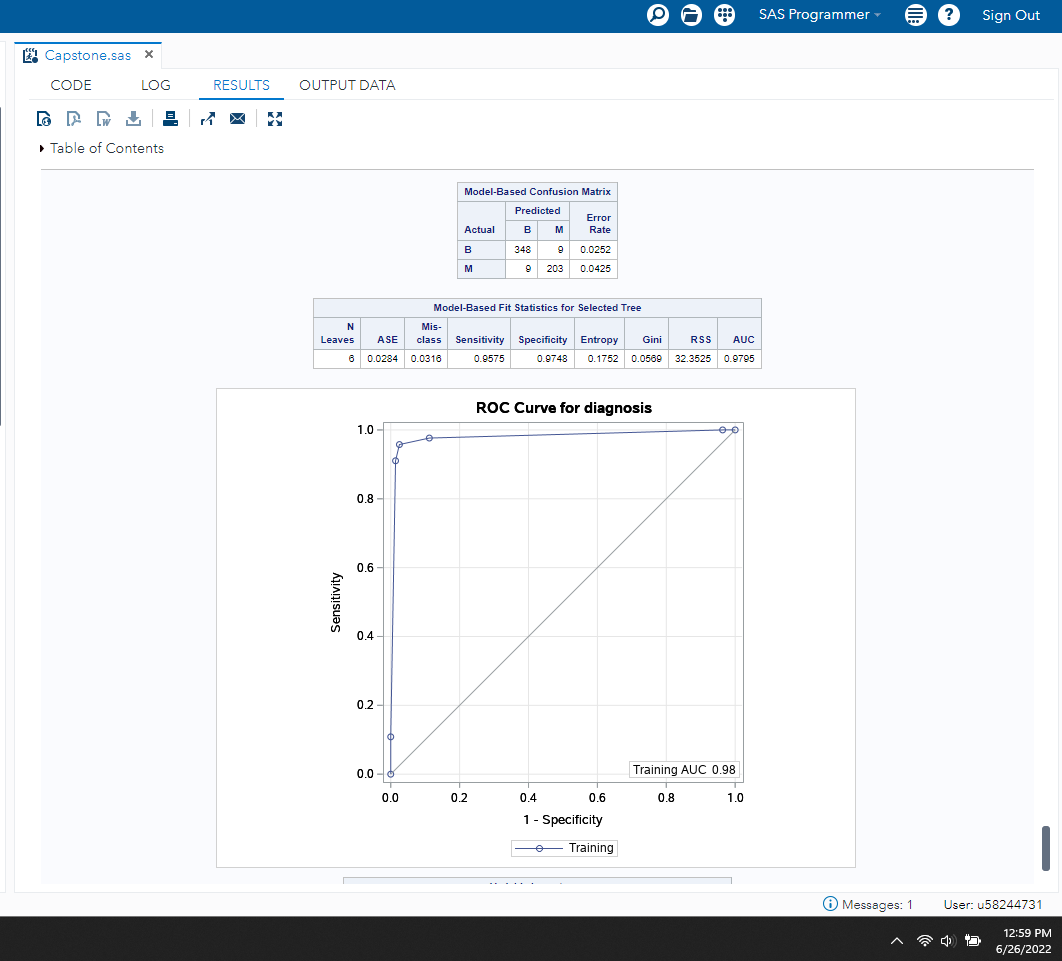 SAS Programmer
? Sign Out
Capstone.sas ×
CODE LOG RESULTS OUTPUT DATA
Table of Contents
Model-Based Confusion Matrix
Actual Predicted Error Rate
B M
B 348 9 0.0252
M 9 203 0.0425
Model-Based Fit Statistics for Selected Tree
N Leaves ASE Mis-class Sensitivity Specificity Entropy Gini RSS AUC
6 0.0284 0.0316 0.9575 0.9748 0.1752 0.0569 32.3525 0.9795
ROC Curve for diagnosis
1.0
0.8
0.6
0.4
0.2
0.0
Sensitivity
Training AUC 0.98
0.0 0.2 0.4 0.6 0.8 1.0
1 - Specificity
Training
Messages: 1 User: u58244731
12:59 PM
6/26/2022